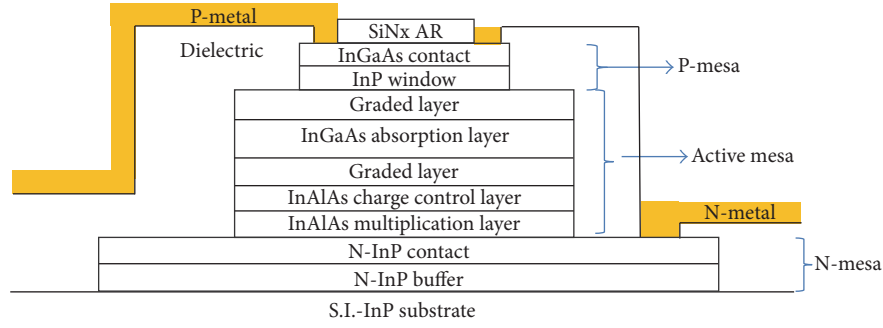 P-metal
SiNx AR
Dielectric
InGaAs contact
P-mesa
InP window
Graded layer
InGaAs absorption layer
Active mesa
Graded layer
InAlAs charge control layer
InAlAs multiplication layer
N-metal
N-InP contact
N-mesa
N-InP buffer
S.I.-InP substrate